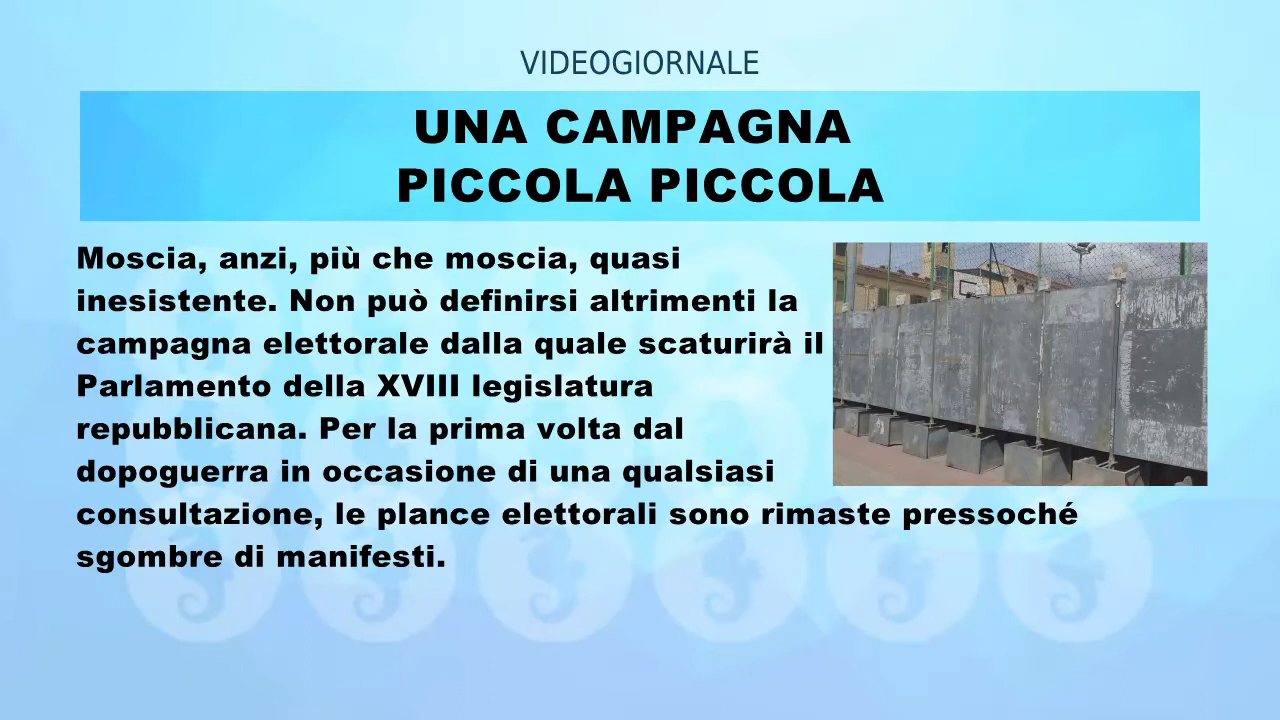 VIDEOGIORNALE
UNA CAMPAGNA
PICCOLA PICCOLA
Moscia, anzi, più che moscia, quasi
inesistente. Non può definirsi altrimenti la
campagna elettorale dalla quale scaturirà il
Parlamento della XVIII legislatura
repubblicana. Per la prima volta dal
dopoguerra in occasione di una qualsiasi
consultazione, le plance elettorali sono rimaste pressoché
sgombre di manifesti.